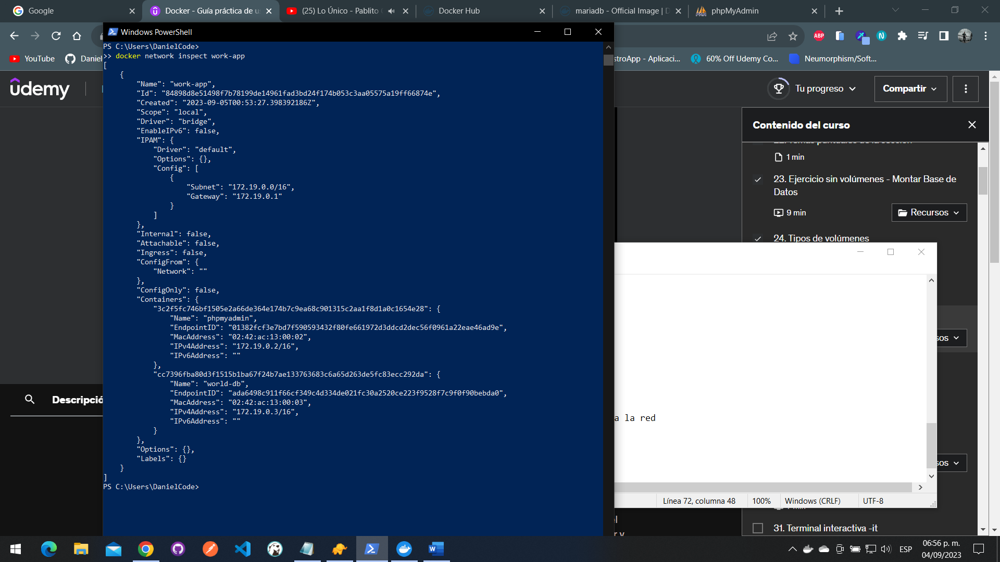 Google
Docker - Guía práctica de u
(25) Lo Único - Pablito
Docker Hub
mariadb - Official Image | D
phpMyAdmin
Windows PowerShell
YouTube
Daniel
stroApp - Aplicaci...
60% Off Udemy Co...
Neumorphism/Soft...
ABP
PS C:\Users\DanielCode>
>> docker network inspect work-app
[
    {
        "Name": "work-app",
        "Id": "84898d8e51498f7b78199de14961fad3bd24f174b053c3aa05575a19ff66874e",
        "Created": "2023-09-05T00:53:27.398392186Z",
        "Scope": "local",
        "Driver": "bridge",
        "EnableIPv6": false,
        "IPAM": {
            "Driver": "default",
            "Options": {},
            "Config": [
                {
                    "Subnet": "172.19.0.0/16",
                    "Gateway": "172.19.0.1"
                }
            ]
        },
        "Internal": false,
        "Attachable": false,
        "Ingress": false,
        "ConfigFrom": {
            "Network": ""
        },
        "ConfigOnly": false,
        "Containers": {
            "3c2f5fc746bf1505e2a66de364e174b7c9ea68c901315c2aa1f8d1a0c1654e28": {
                "Name": "phpmyadmin",
                "EndpointID": "01382fcf3e7bd7f590593432f80fe661972d3ddcd2dec56f0961a22eae46ad9e",
                "MacAddress": "02:42:ac:13:00:02",
                "IPv4Address": "172.19.0.2/16",
                "IPv6Address": ""
            },
            "cc7396fba80d3f1515b1ba67f24b7ae133763683c6a65d263de5fc83ecc292da": {
                "Name": "world-db",
                "EndpointID": "ada6498c911f66cf349c4d334de021fc30a2520ce223f9528f7c9f0f90bebda0",
                "MacAddress": "02:42:ac:13:00:03",
                "IPv4Address": "172.19.0.3/16",
                "IPv6Address": ""
            }
        },
        "Options": {},
        "Labels": {}
    }
]
PS C:\Users\DanielCode>
udemy
Descripció
Tu progreso
Compartir
Contenido del curso
22. Temas puntuales de la sección
1 min
23. Ejercicio sin volúmenes - Montar Base de
Datos
9 min
Recursos
24. Tipos de volúmenes
sos
a la red
sos
Línea 72, columna 48
100%
Windows (CRLF)
UTF-8
el
r y
31. Terminal interactiva -it
ESP
06:56 p. m.
04/09/2023